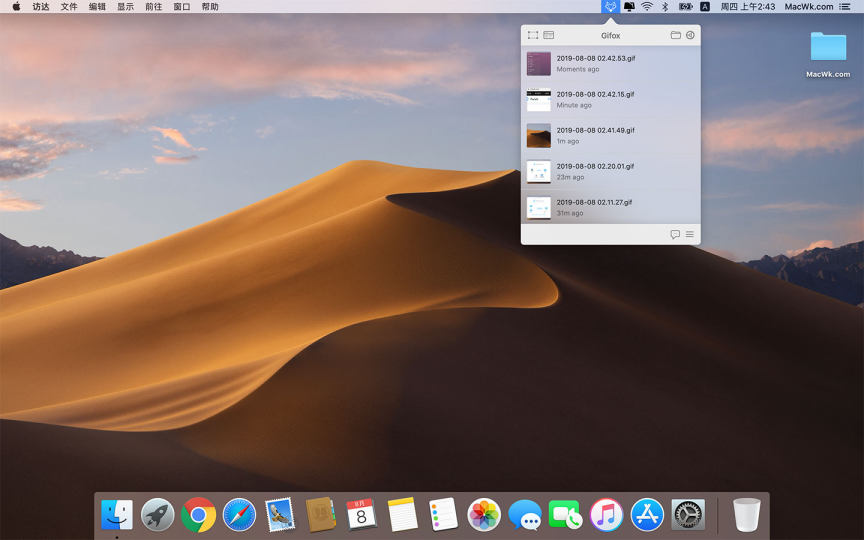 访达 文件 编辑 显示 前往 窗口 帮助 A 周四 上午2:43 MacWk.com
Gifox
2019-08-08 02.42.53.gif
Moments ago
2019-08-08 02.42.15.gif
Minute ago
2019-08-08 02.41.49.gif
1m ago
2019-08-08 02.20.01.gif
23m ago
2019-08-08 02.11.27.gif
31m ago
MacWk.com
8月
8